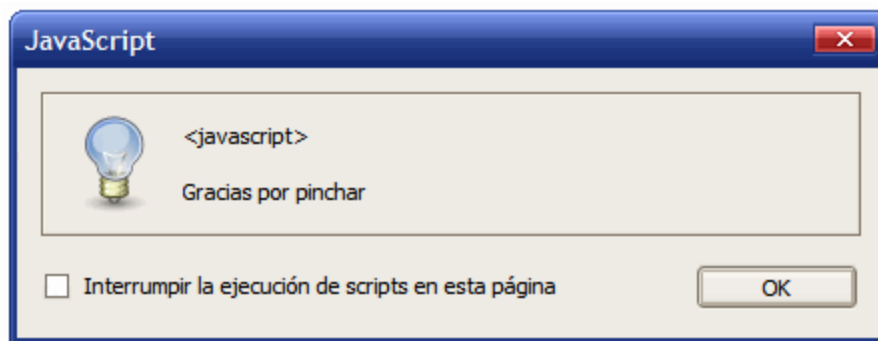 JavaScript
<javascript>
Gracias por pinchar
Interrumpir la ejecución de scripts en esta página
OK